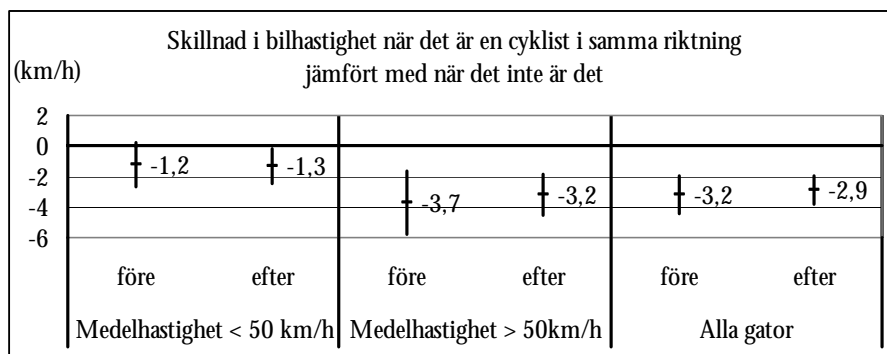 Skillnad i bilhastighet när det är en cyklist i samma riktning
jämfört med när det inte är det
(km/h)
2
0
-2
-4
-6
-1,2
-1,3
-3,7
-3,2
-3,2
-2,9
före efter före efter före efter
Medelhastighet < 50 km/h Medelhastighet > 50km/h Alla gator